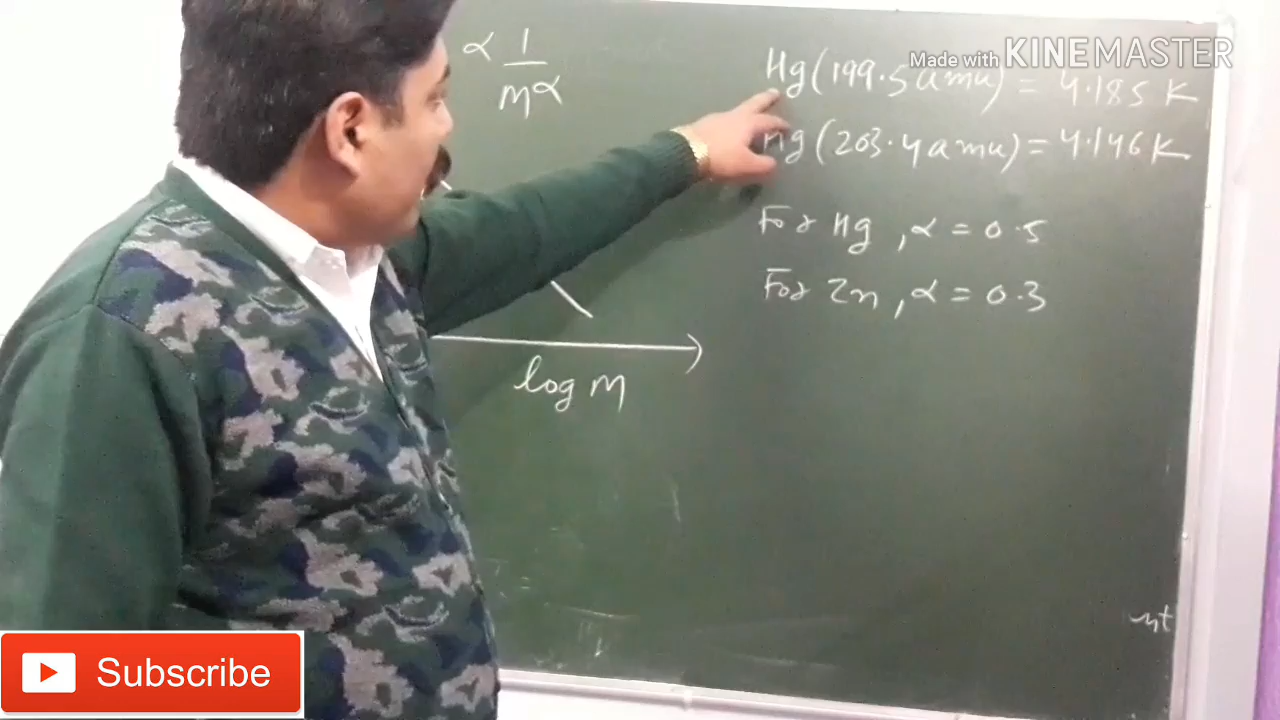 ∝ 1/m^α
Made with KINEMASTER
Hg (199.5 amu) = 4.185 K
Hg (203.4 amu) = 4.146 K
For Hg, α = 0.5
For Zn, α = 0.3
log M
Subscribe